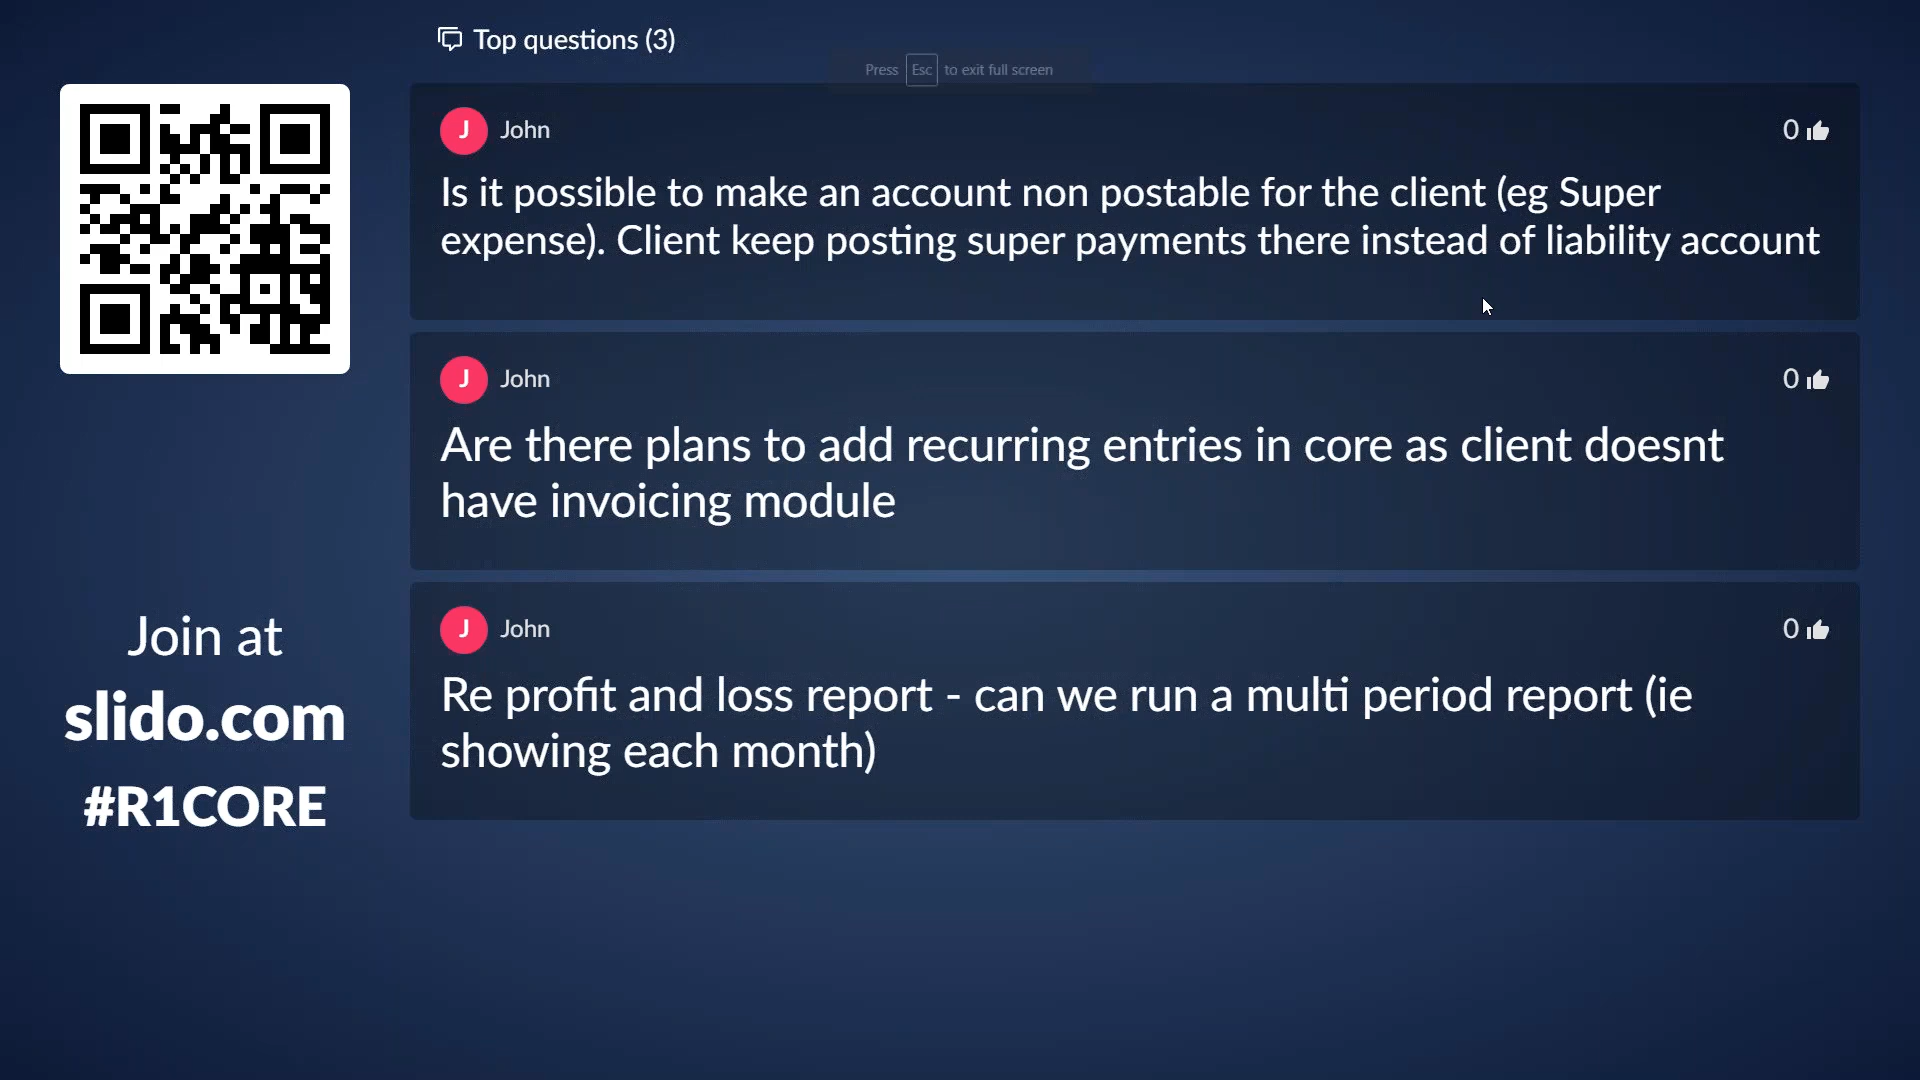 Top questions (3)
Press Esc to exit full screen
J John 0
Is it possible to make an account non postable for the client (eg Super
expense). Client keep posting super payments there instead of liability account
J John 0
Are there plans to add recurring entries in core as client doesnt
have invoicing module
J John 0
Re profit and loss report - can we run a multi period report (ie
showing each month)
Join at
slido.com
#R1CORE